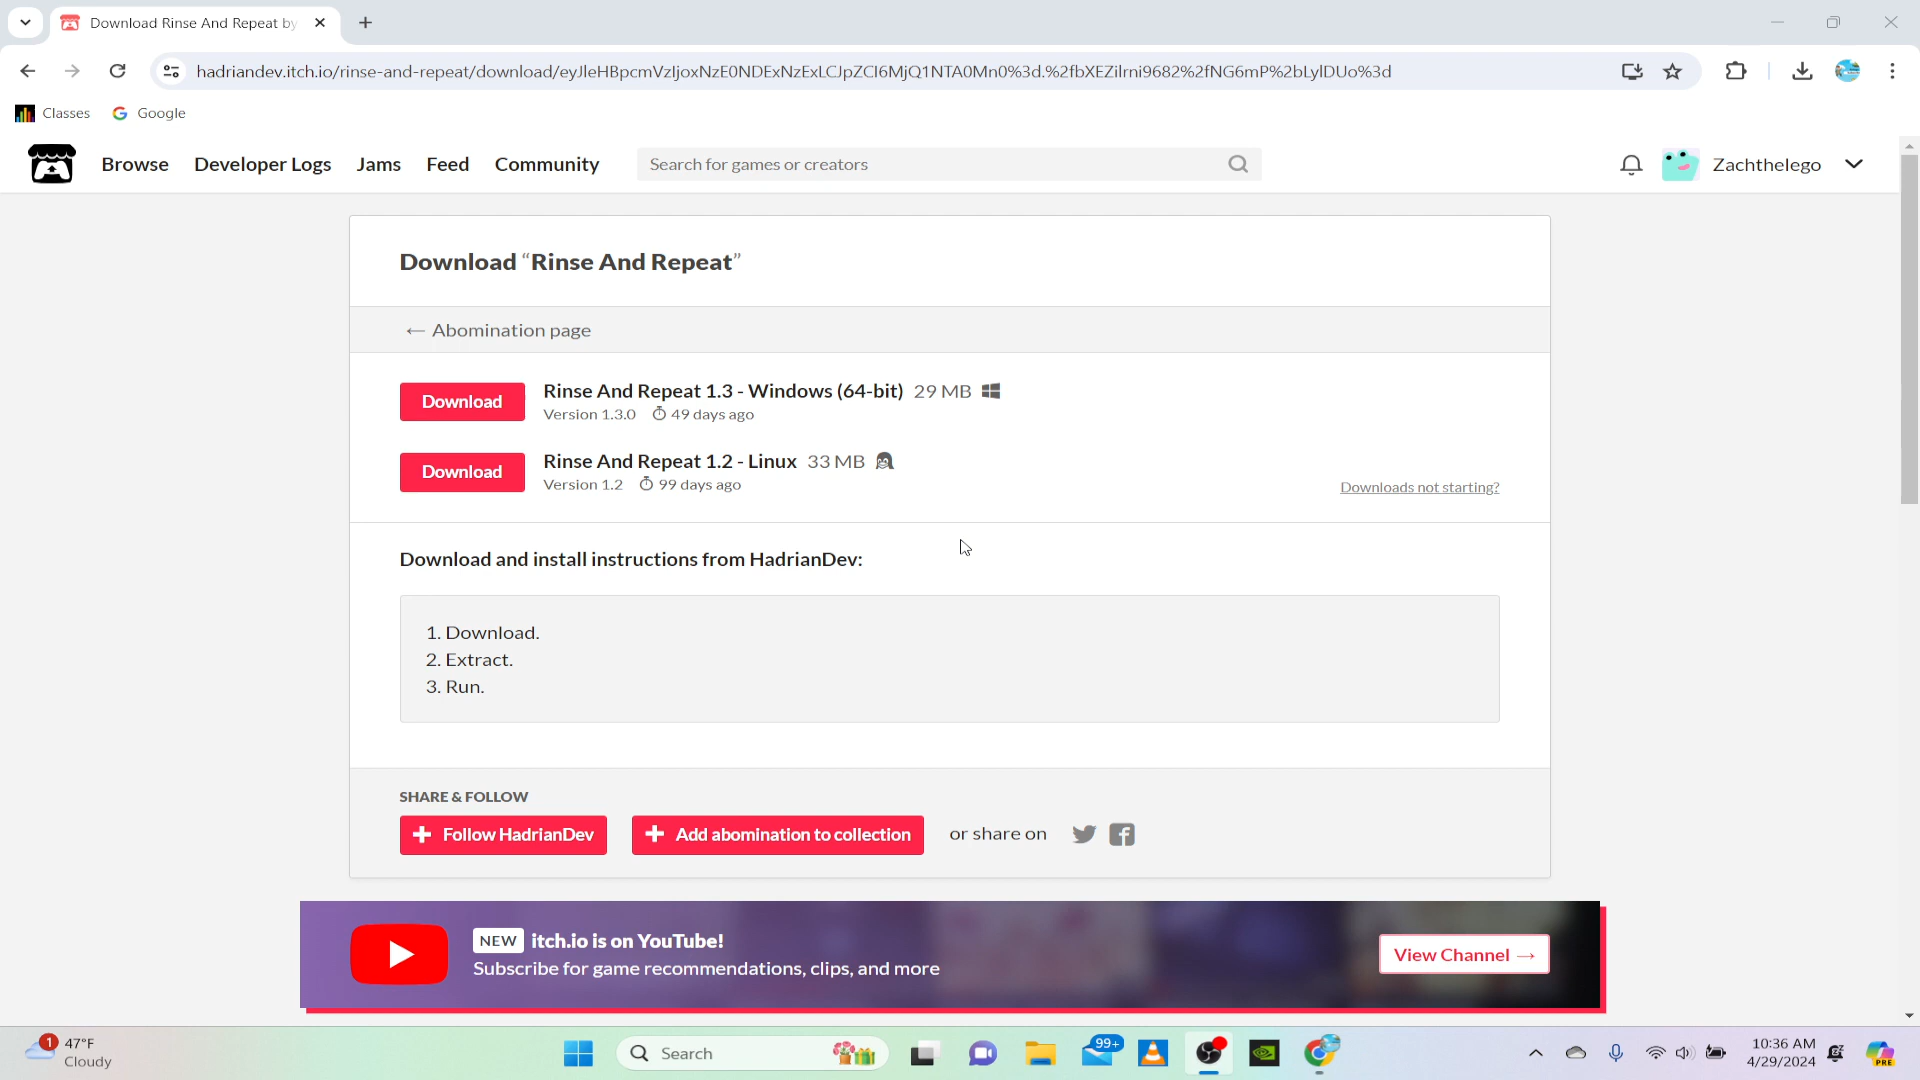 Download Rinse And Repeat by
hadriandev.itch.io/rinse-and-repeat/download/eyJleHBpcmVzIjoxNzE0NDExNzExLCJpZCI6MjQ1NTA0Mn0%3d.%2fbXEZilrni9682%2fNG6mP%2bLylDUo%3d
Classes Google
Browse Developer Logs Jams Feed Community Search for games or creators Zachthelego
Download “Rinse And Repeat”
← Abomination page
Download Rinse And Repeat 1.3 - Windows (64-bit) 29 MB
Version 1.3.0 49 days ago
Download Rinse And Repeat 1.2 - Linux 33 MB
Version 1.2 99 days ago
Downloads not starting?
Download and install instructions from HadrianDev:
1. Download.
2. Extract.
3. Run.
SHARE & FOLLOW
Follow HadrianDev Add abomination to collection or share on
NEW itch.io is on YouTube!
Subscribe for game recommendations, clips, and more
View Channel →
1 47°F
Cloudy
Search
99+
10:36 AM
4/29/2024
PRE